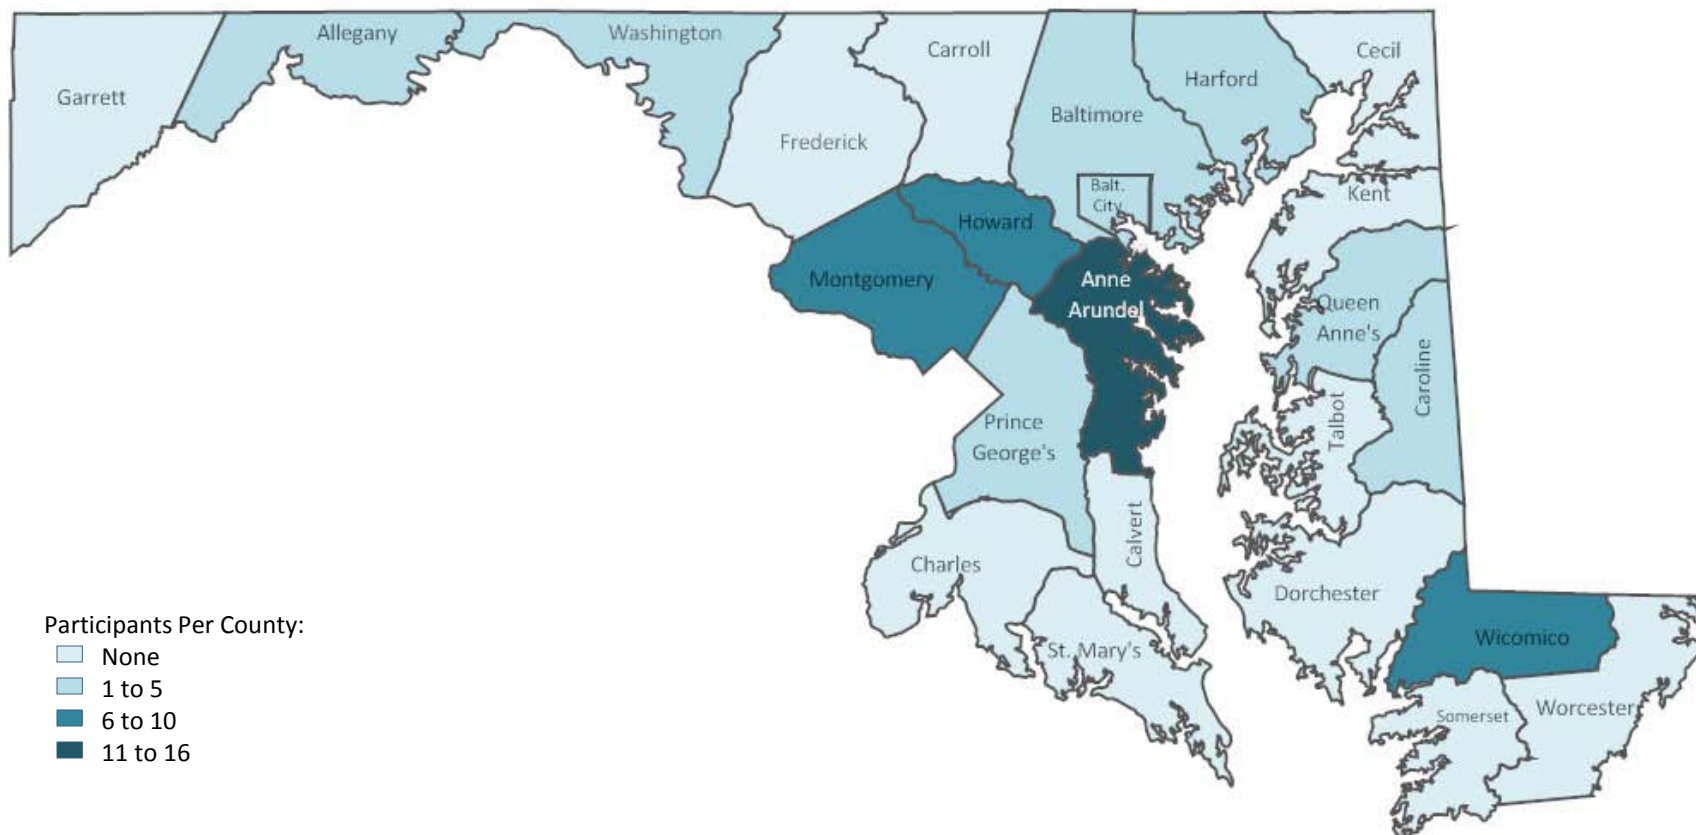 Garrett
Allegany
Washington
Frederick
Carroll
Baltimore
Harford
Cecil
Balt.
City
Kent
Howard
Montgomery
Anne
Arundel
Queen
Anne's
Caroline
Talbot
Prince
George's
Calvert
Charles
St. Mary's
Dorchester
Wicomico
Somerset
Worcester
Participants Per County:
None
1 to 5
6 to 10
11 to 16